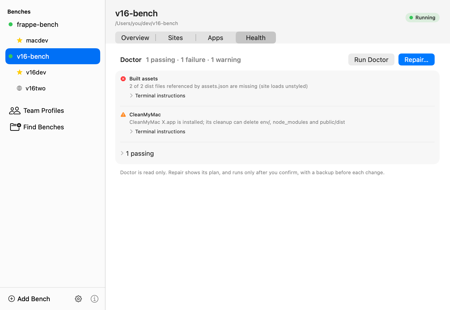 Benches
frappe-bench
macdev
v16-bench
v16dev
v16two
Team Profiles
Find Benches
Add Bench
v16-bench
/Users/you/dev/v16-bench
Running
Overview
Sites
Apps
Health
Doctor 1 passing · 1 failure · 1 warning
Run Doctor
Repair...
Built assets
2 of 2 dist files referenced by assets.json are missing (site loads unstyled)
Terminal instructions
CleanMyMac
CleanMyMac X.app is installed; its cleanup can delete env/, node_modules and public/dist
Terminal instructions
1 passing
Doctor is read only. Repair shows its plan, and runs only after you confirm, with a backup before each change.